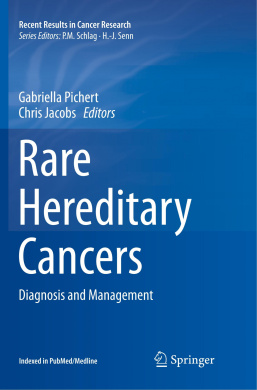 Recent Results in Cancer Research
Series Editors: P.M. Schlag · H.-J. Senn
Gabriella Pichert
Chris Jacobs Editors
Rare
Hereditary
Cancers
Diagnosis and Management
Indexed in PubMed/Medline
Springer